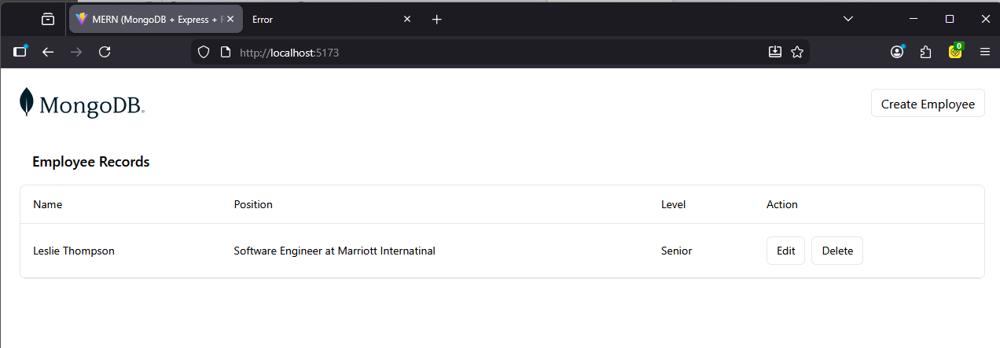 MERN (MongoDB + Express + R
Error
http://localhost:5173
0
MongoDB®
Create Employee
Employee Records
Name Position Level Action
Leslie Thompson Software Engineer at Marriott Internatinal Senior Edit Delete